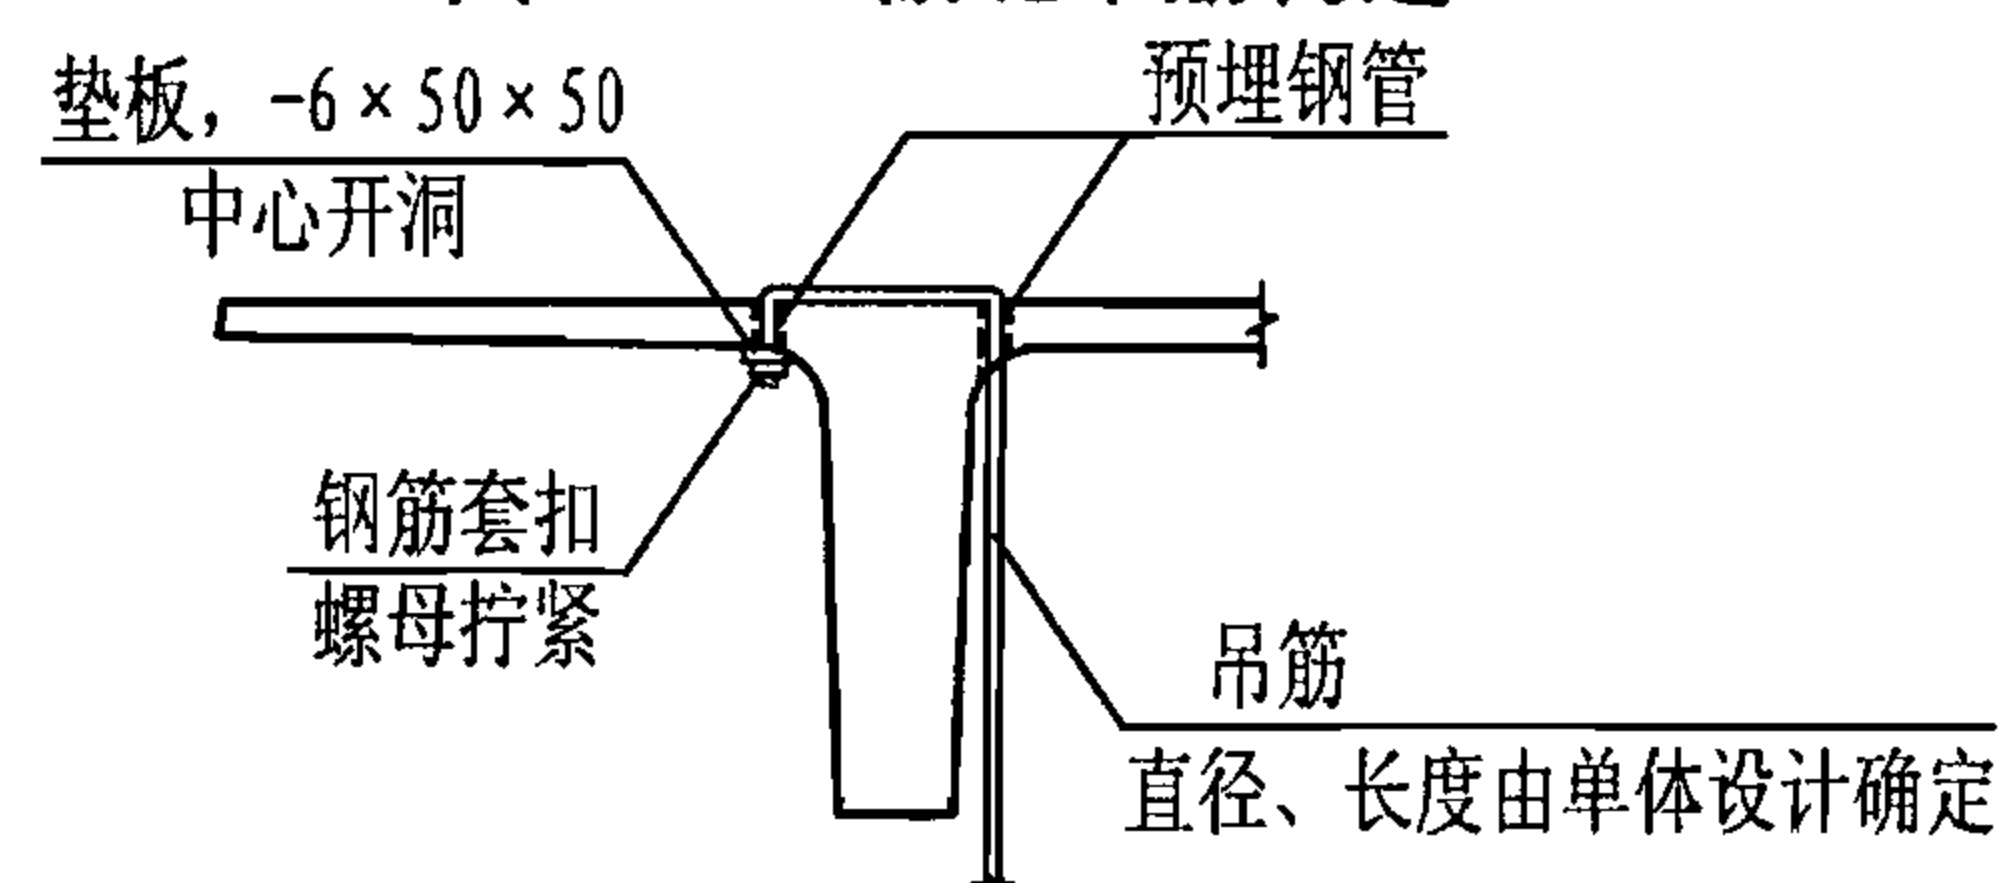 垫板，-6×50×50
中心开洞
预埋钢管
钢筋套扣
螺母拧紧
吊筋
直径、长度由单体设计确定